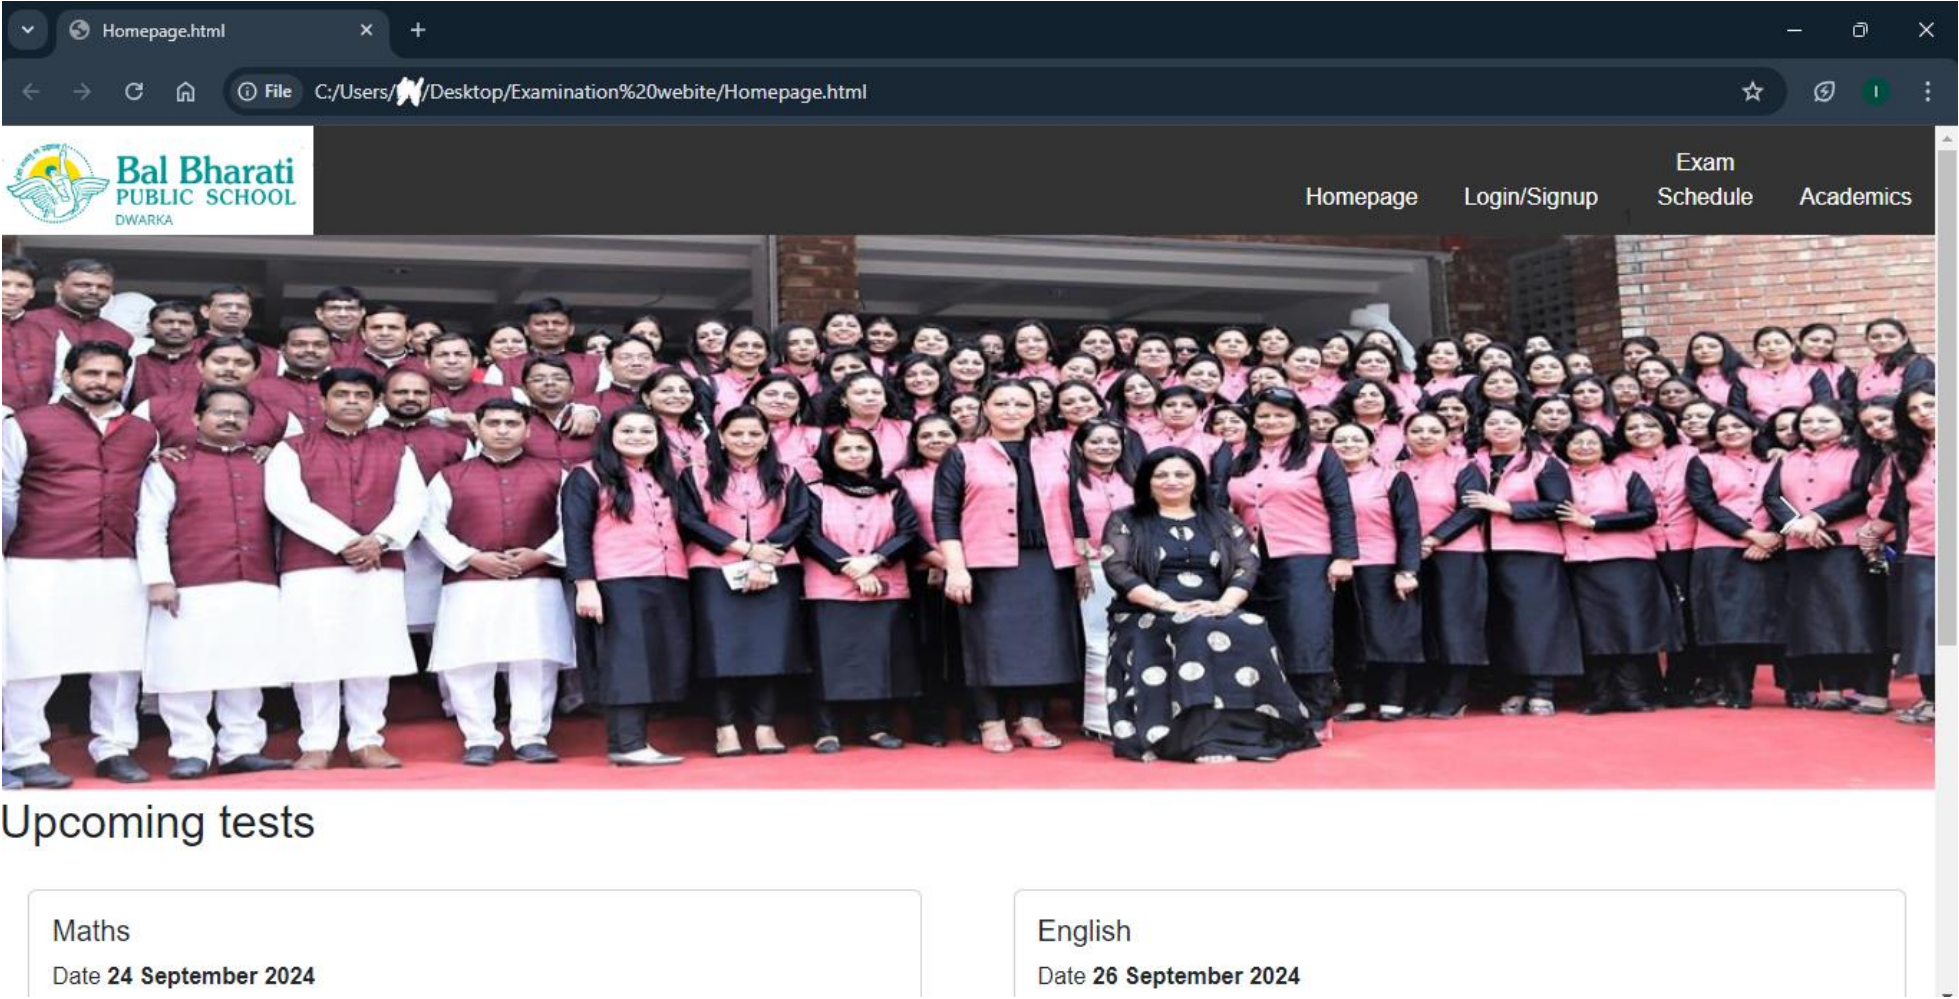 Homepage.html
File C:/Users/ /Desktop/Examination%20webite/Homepage.html
I
Bal Bharati
PUBLIC SCHOOL
DWARKA
Homepage Login/Signup Exam Schedule Academics
Upcoming tests
Maths
Date 24 September 2024
English
Date 26 September 2024